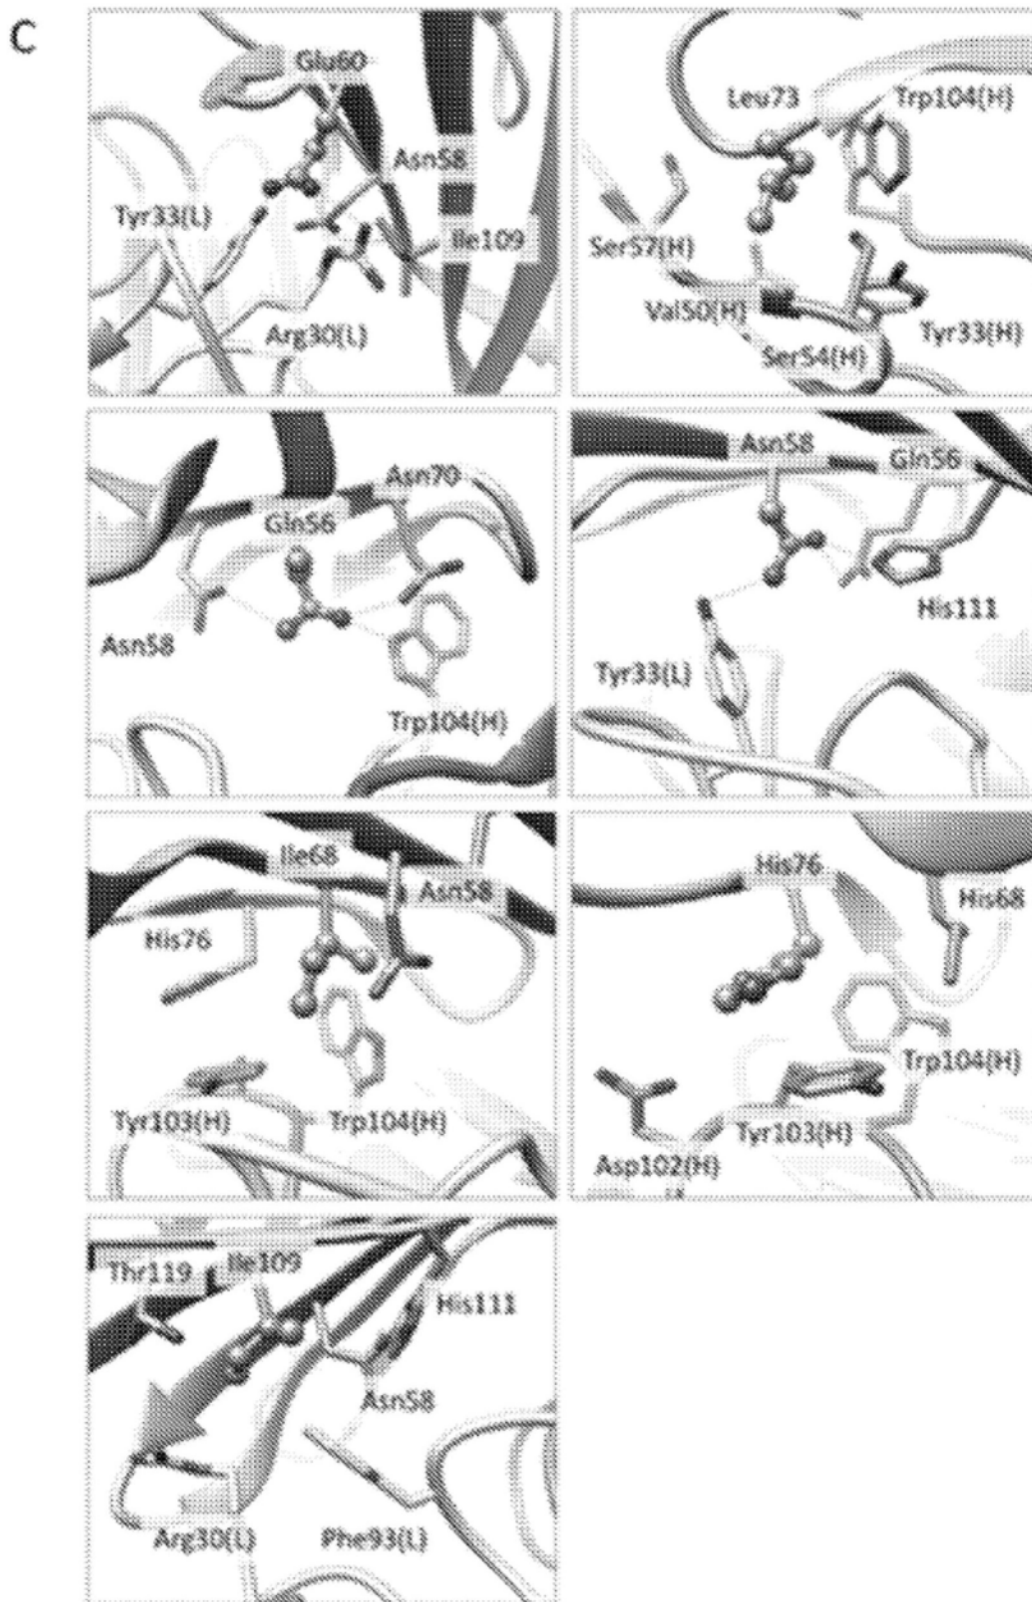 C
Glu60
Asn58
Tyr33(L)
Ile109
Arg30(L)
Leu73
Trp104(H)
Ser57(H)
Val50(H)
Ser54(H)
Tyr33(H)
Asn70
Gln56
Asn58
Trp104(H)
Asn58
Gln56
His111
Tyr33(L)
Ile68
Asn58
His76
Tyr103(H)
Trp104(H)
His76
His68
Trp104(H)
Tyr103(H)
Asp102(H)
Thr119
Ile109
His111
Asn58
Arg30(L)
Phe93(L)